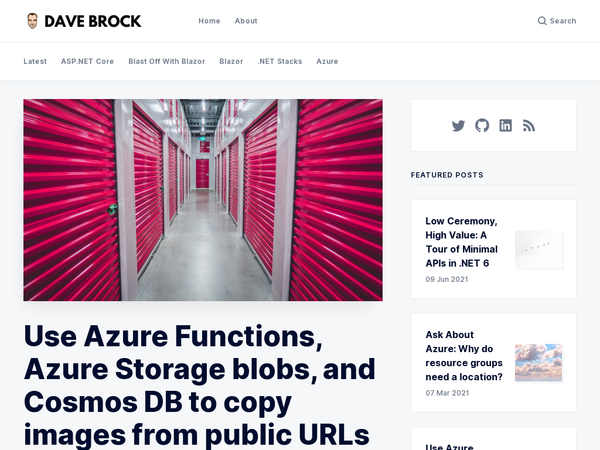 DAVE BROCK
Home
About
Search
Latest
ASP.NET Core
Blast Off With Blazor
Blazor
.NET Stacks
Azure
Use Azure Functions,
Azure Storage blobs, and
Cosmos DB to copy
images from public URLs
FEATURED POSTS
Low Ceremony,
High Value: A
Tour of Minimal
APIs in .NET 6
09 Jun 2021
Ask About
Azure: Why do
resource groups
need a location?
07 Mar 2021
Use Azure